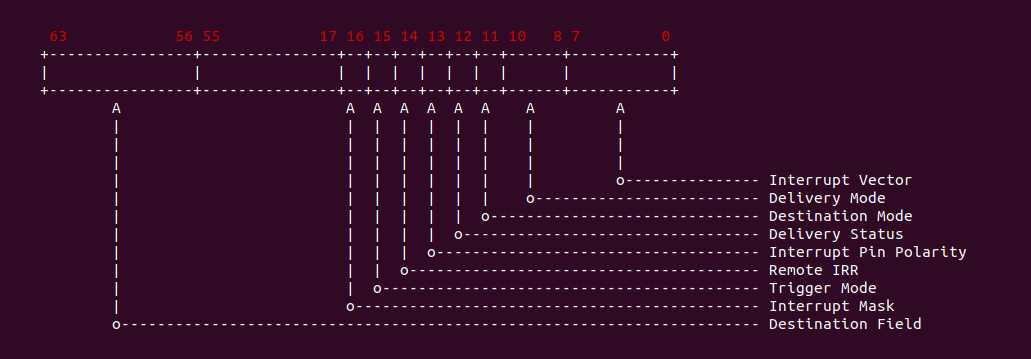 63 56 55 17 16 15 14 13 12 11 10 8 7 0
+----------------+---------------+--+--+--+--+--+--+------+-----------+
| | | | | | | | | |
+----------------+---------------+--+--+--+--+--+--+------+-----------+
A A A A A A A A A
| | | | | | | | |
| | | | | | | | |
| | | | | | | | |
| | | | | | | | o--------------- Interrupt Vector
| | | | | | | o------------------------- Delivery Mode
| | | | | | o------------------------------ Destination Mode
| | | | | o--------------------------------- Delivery Status
| | | | o------------------------------------ Interrupt Pin Polarity
| | | o--------------------------------------- Remote IRR
| | o------------------------------------------ Trigger Mode
| o--------------------------------------------- Interrupt Mask
o----------------------------------------------------------------------- Destination Field